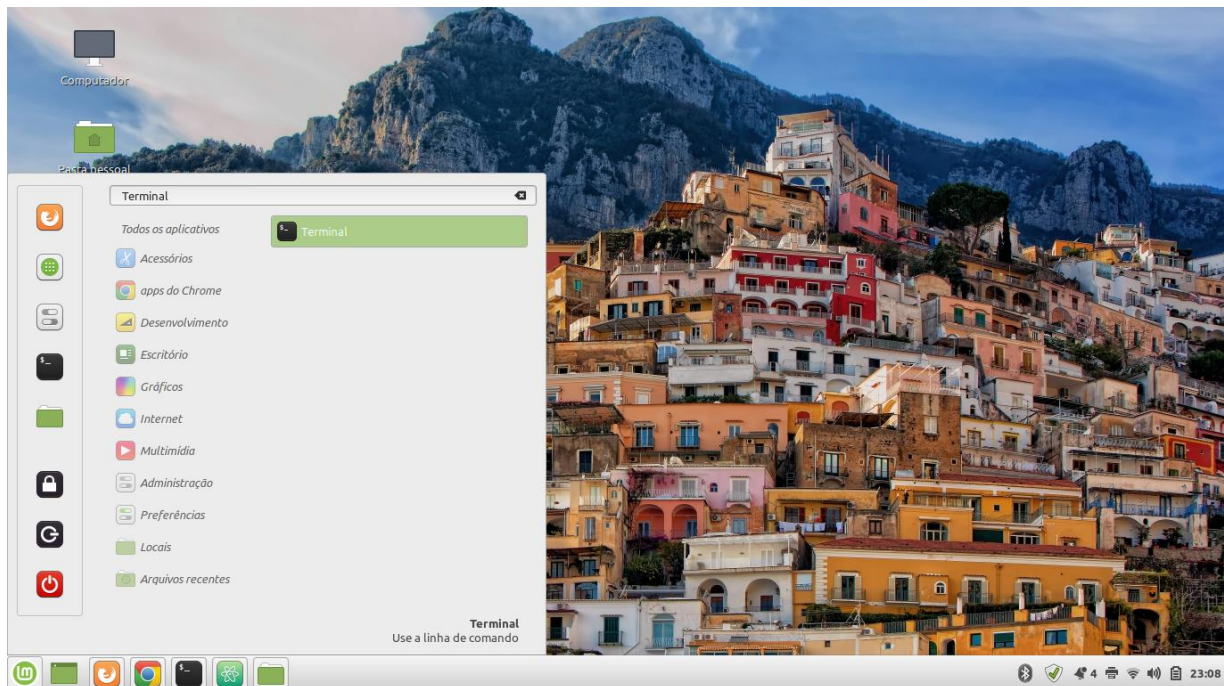 Computador
Pasta pessoal
Terminal
Todos os aplicativos
Terminal
Acessórios
apps do Chrome
Desenvolvimento
Escritório
Gráficos
Internet
Multimídia
Administração
Preferências
Locais
Arquivos recentes
Terminal
Use a linha de comando
4
23:08